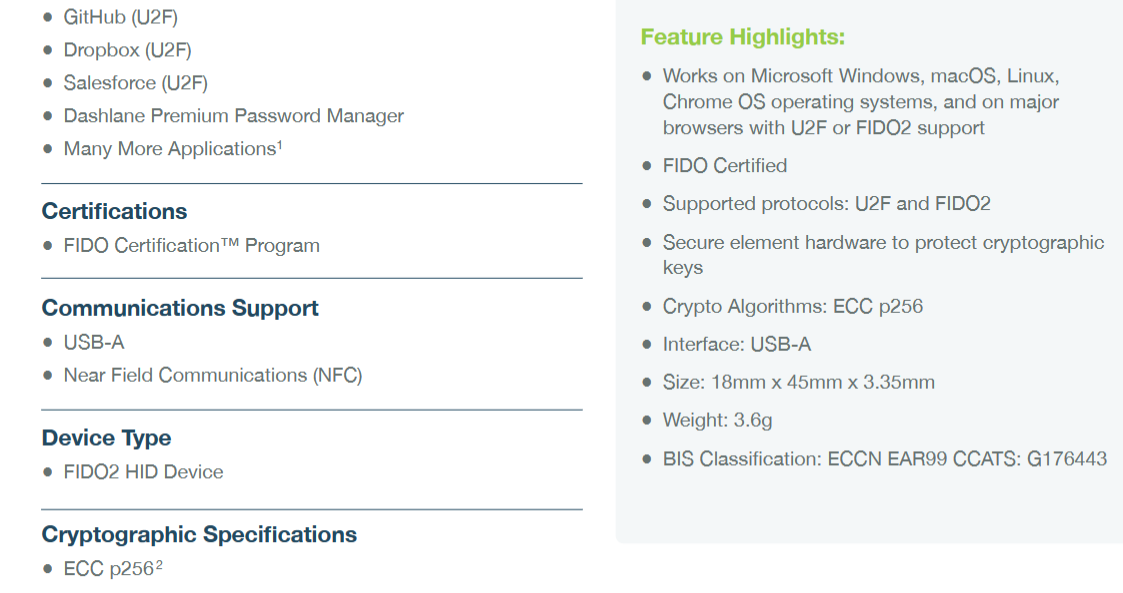 • GitHub (U2F)
• Dropbox (U2F)
• Salesforce (U2F)
• Dashlane Premium Password Manager
• Many More Applications¹
Certifications
• FIDO Certification™ Program
Communications Support
• USB-A
• Near Field Communications (NFC)
Device Type
• FIDO2 HID Device
Cryptographic Specifications
• ECC p256²
Feature Highlights:
• Works on Microsoft Windows, macOS, Linux,
Chrome OS operating systems, and on major
browsers with U2F or FIDO2 support
• FIDO Certified
• Supported protocols: U2F and FIDO2
• Secure element hardware to protect cryptographic
keys
• Crypto Algorithms: ECC p256
• Interface: USB-A
• Size: 18mm x 45mm x 3.35mm
• Weight: 3.6g
• BIS Classification: ECCN EAR99 CCATS: G176443